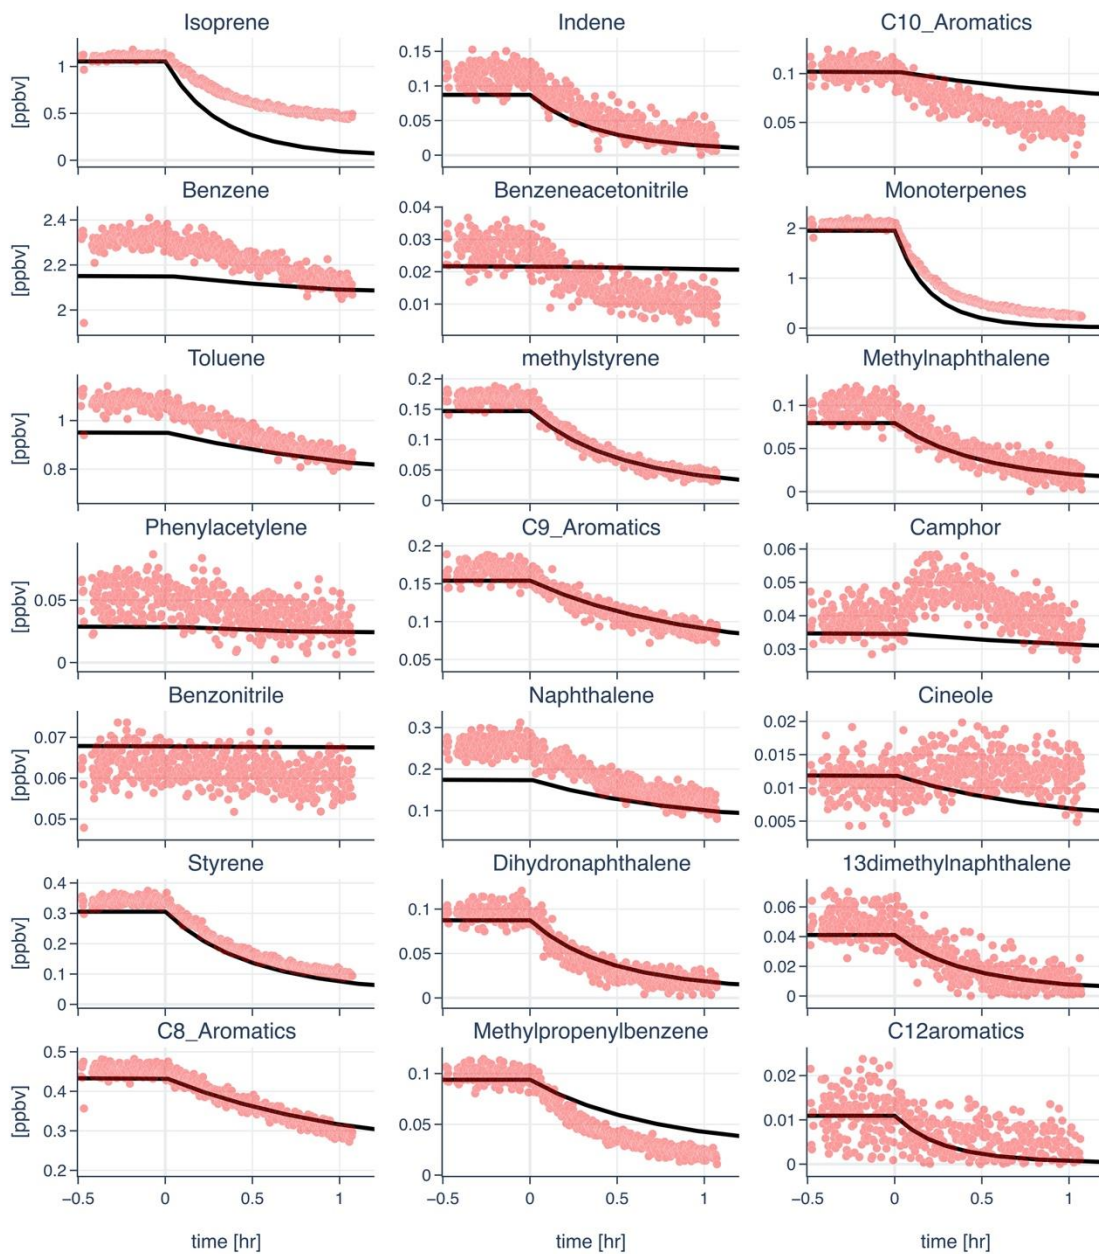 Isoprene Indene C10_Aromatics
[ppbv] 1 0.5 0 0.15 0.1 0.05 0 0.1 0.05
Benzene Benzeneacetonitrile Monoterpenes
[ppbv] 2.4 2.2 2 0.04 0.03 0.02 0.01 2 1 0
Toluene methylstyrene Methylnaphthalene
[ppbv] 1 0.8 0.2 0.15 0.1 0.05 0 0.1 0.05 0
Phenylacetylene C9_Aromatics Camphor
[ppbv] 0.05 0 0.2 0.15 0.1 0.05 0.06 0.05 0.04 0.03
Benzonitrile Naphthalene Cineole
[ppbv] 0.07 0.06 0.05 0.3 0.2 0.1 0.02 0.015 0.01 0.005
Styrene Dihydronaphthalene 13dimethylnaphthalene
[ppbv] 0.4 0.3 0.2 0.1 0 0.1 0.05 0 0.06 0.04 0.02 0
C8_Aromatics Methylpropenylbenzene C12aromatics
[ppbv] 0.5 0.4 0.3 0.2 0.1 0.05 0 0.02 0.01 0
−0.5 0 0.5 1 −0.5 0 0.5 1 −0.5 0 0.5 1
time [hr] time [hr] time [hr]